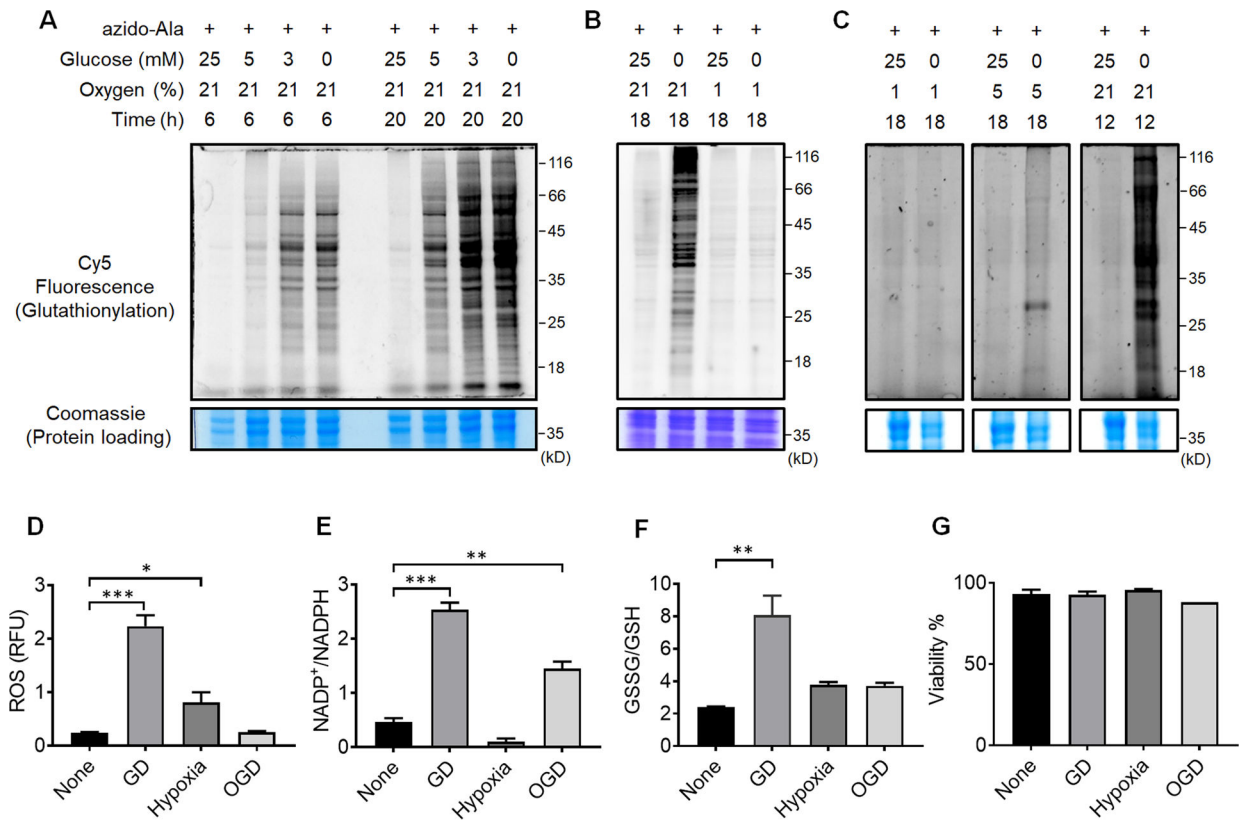 A
azido-Ala + + + + + + + +
Glucose (mM) 25 5 3 0 25 5 3 0
Oxygen (%) 21 21 21 21 21 21 21 21
Time (h) 6 6 6 6 20 20 20 20
Cy5
Fluorescence
(Glutathionylation)
116
66
45
35
25
18
Coomassie
(Protein loading)
35
(kD)
B
+ + + +
25 0 25 0
21 21 1 1
18 18 18 18
116
66
45
35
25
18
35
(kD)
C
+ + + + + +
25 0 25 0 25 0
1 1 5 5 21 21
18 18 18 18 12 12
116
66
45
35
25
18
35
(kD)
D
ROS (RFU)
3
2
1
0
*
***
None
GD
Hypoxia
OGD
E
NADP+/NADPH
3
2
1
0
**
***
None
GD
Hypoxia
OGD
F
GSSG/GSH
10
8
6
4
2
0
**
None
GD
Hypoxia
OGD
G
Viability %
100
50
0
None
GD
Hypoxia
OGD